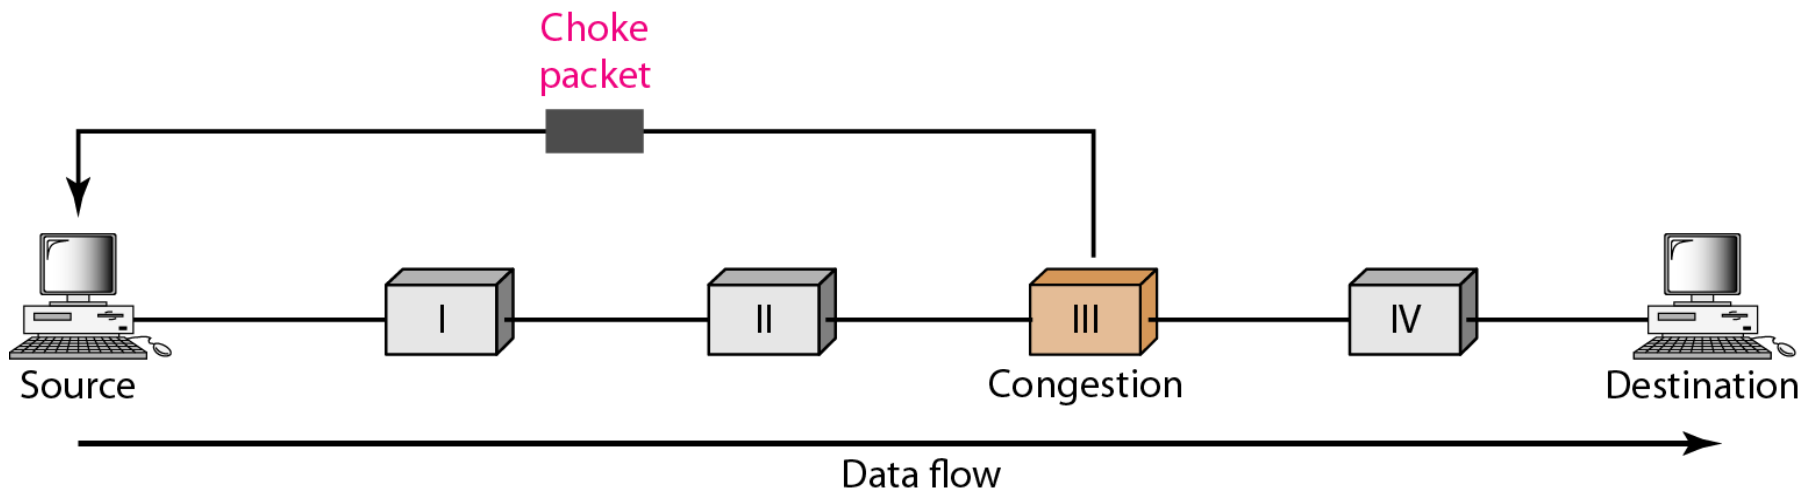 Choke
packet
I
II
III
IV
Source
Congestion
Destination
Data flow